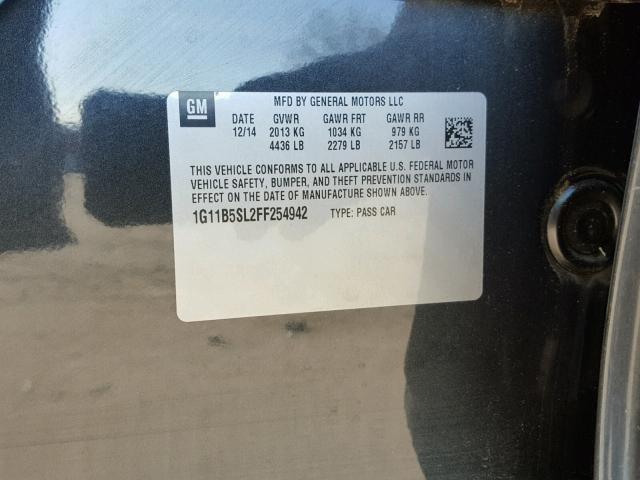 GM
MFD BY GENERAL MOTORS LLC
DATE GVWR GAWR FRT GAWR RR
12/14 2013 KG 1034 KG 979 KG
4436 LB 2279 LB 2157 LB
THIS VEHICLE CONFORMS TO ALL APPLICABLE U.S. FEDERAL MOTOR
VEHICLE SAFETY, BUMPER, AND THEFT PREVENTION STANDARDS IN
EFFECT ON THE DATE OF MANUFACTURE SHOWN ABOVE.
1G11B5SL2FF254942 TYPE: PASS CAR